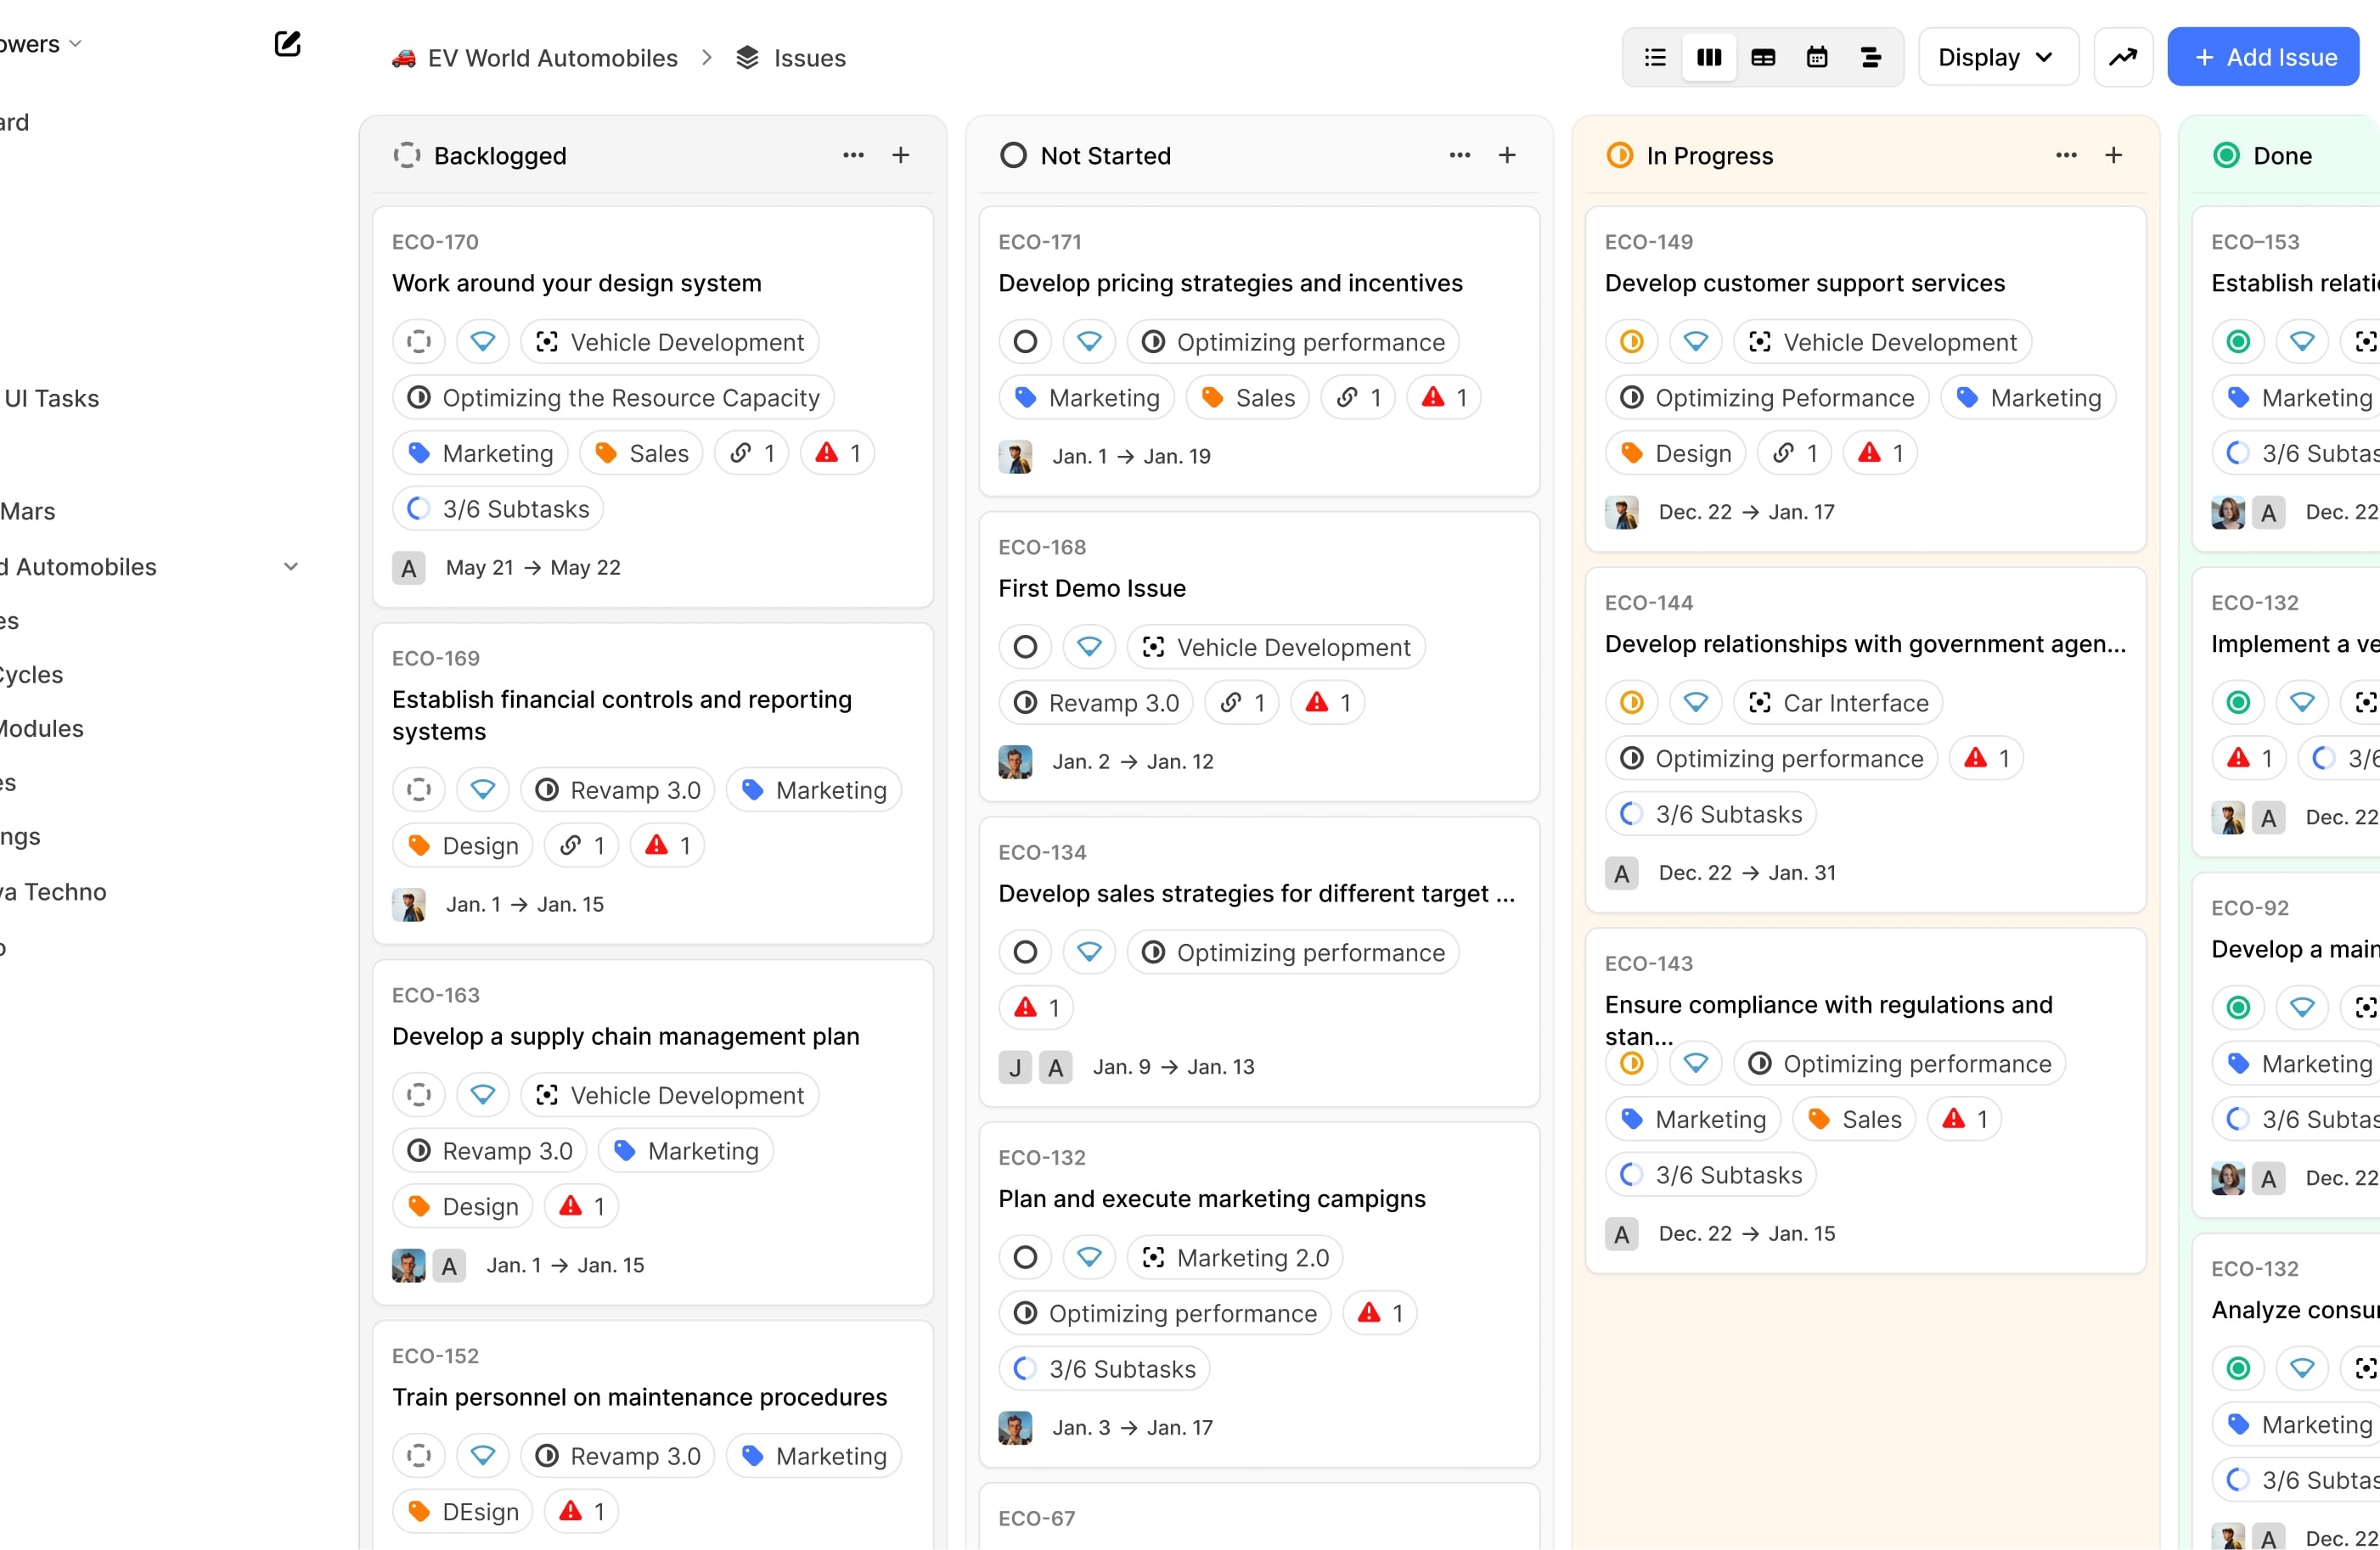 owers
ard
UI Tasks
Mars
d Automobiles
es
Cycles
Modules
es
ngs
ya Techno
o
EV World Automobiles > Issues
Display
+ Add Issue
Backlogged
ECO-170
Work around your design system
Vehicle Development
Optimizing the Resource Capacity
Marketing Sales 1 1
3/6 Subtasks
A May 21 → May 22
ECO-169
Establish financial controls and reporting
systems
Revamp 3.0 Marketing
Design 1 1
Jan. 1 → Jan. 15
ECO-163
Develop a supply chain management plan
Vehicle Development
Revamp 3.0 Marketing
Design 1
A Jan. 1 → Jan. 15
ECO-152
Train personnel on maintenance procedures
Revamp 3.0 Marketing
DEsign 1
Not Started
ECO-171
Develop pricing strategies and incentives
Optimizing performance
Marketing Sales 1 1
Jan. 1 → Jan. 19
ECO-168
First Demo Issue
Vehicle Development
Revamp 3.0 1 1
Jan. 2 → Jan. 12
ECO-134
Develop sales strategies for different target ...
Optimizing performance
1
J A Jan. 9 → Jan. 13
ECO-132
Plan and execute marketing campigns
Marketing 2.0
Optimizing performance 1
3/6 Subtasks
Jan. 3 → Jan. 17
ECO-67
In Progress
ECO-149
Develop customer support services
Vehicle Development
Optimizing Peformance Marketing
Design 1 1
Dec. 22 → Jan. 17
ECO-144
Develop relationships with government agen...
Car Interface
Optimizing performance 1
3/6 Subtasks
A Dec. 22 → Jan. 31
ECO-143
Ensure compliance with regulations and
stan...
Optimizing performance
Marketing Sales 1
3/6 Subtasks
A Dec. 22 → Jan. 15
Done
ECO–153
Establish relati
Marketing
3/6 Subtas
A Dec. 22
ECO-132
Implement a ve
1 3/6
A Dec. 22
ECO-92
Develop a main
Marketing
3/6 Subtas
A Dec. 22
ECO-132
Analyze consu
Marketing
3/6 Subtas
A Dec. 22